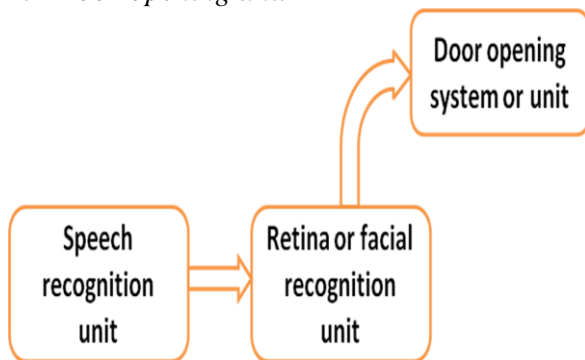 Door opening
system or unit
Speech
recognition
unit
Retina or facial
recognition
unit